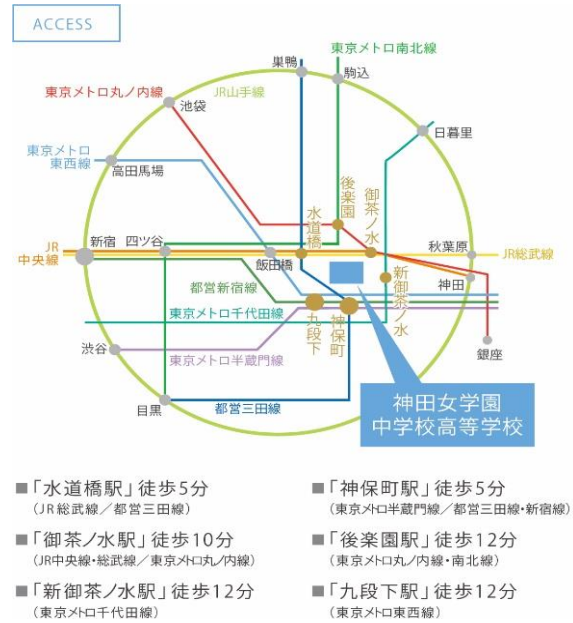 ACCESS
東京メトロ南北線
巣鴨
駒込
東京メトロ丸ノ内線
JR山手線
池袋
日暮里
東京メトロ
東西線
高田馬場
後楽園
御茶ノ水
水道橋
JR
中央線
新宿
四ツ谷
飯田橋
秋葉原
JR総武線
新御茶ノ水
神田
都営新宿線
東京メトロ千代田線
九段下
神保町
渋谷
東京メトロ半蔵門線
銀座
目黒
都営三田線
神田女学園
中学校高等学校
■「水道橋駅」徒歩5分
（JR総武線／都営三田線）
■「神保町駅」徒歩5分
（東京メトロ半蔵門線／都営三田線・新宿線）
■「御茶ノ水駅」徒歩10分
（JR中央線・総武線／東京メトロ丸ノ内線）
■「後楽園駅」徒歩12分
（東京メトロ丸ノ内線・南北線）
■「新御茶ノ水駅」徒歩12分
（東京メトロ千代田線）
■「九段下駅」徒歩12分
（東京メトロ東西線）